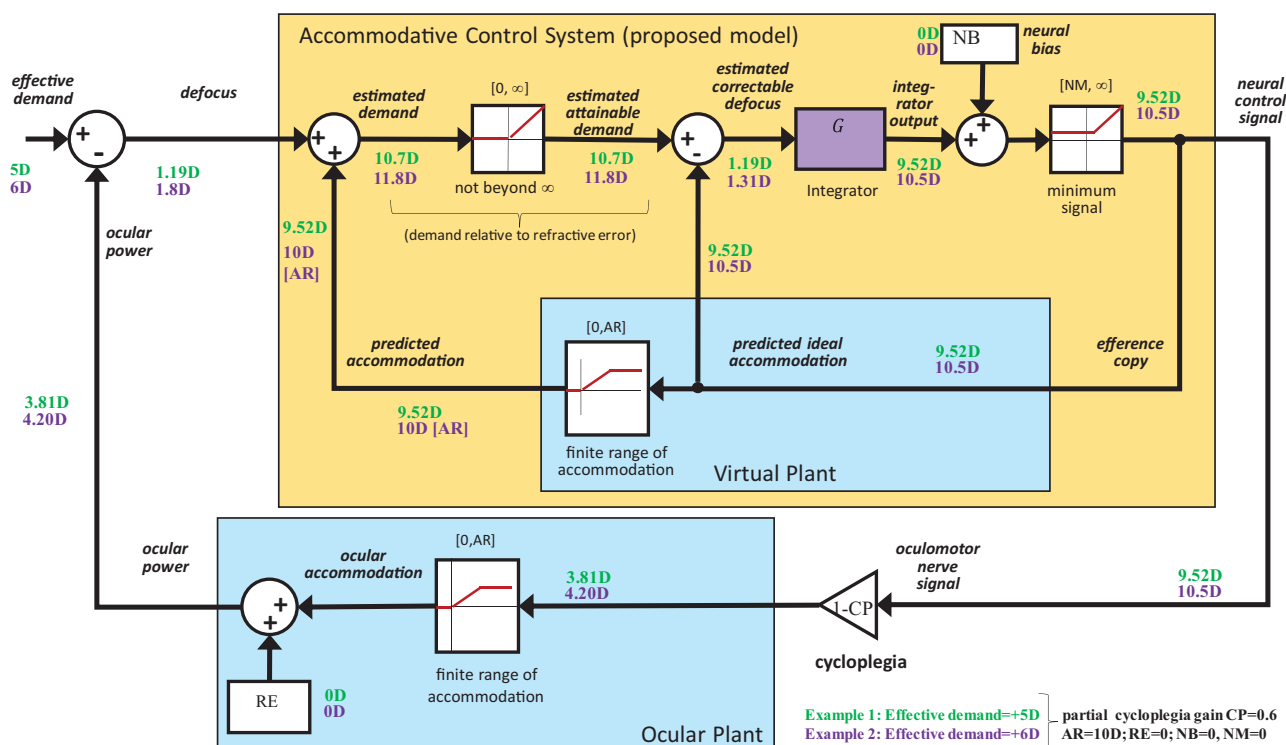 Accommodative Control System (proposed model)
0D
0D
NB
neural
bias
effective
demand
defocus
+
-
5D
6D
1.19D
1.8D
ocular
power
estimated
demand
+
+
10.7D
11.8D
[0, ∞]
not beyond ∞
estimated
attainable
demand
10.7D
11.8D
(demand relative to refractive error)
estimated
correctable
defocus
+
-
1.19D
1.31D
G
Integrator
integ-
rator
output
9.52D
10.5D
+
+
[NM, ∞]
minimum
signal
9.52D
10.5D
neural
control
signal
9.52D
10D
[AR]
9.52D
10.5D
[0,AR]
predicted
accommodation
9.52D
10D [AR]
finite range of
accommodation
predicted ideal
accommodation
9.52D
10.5D
efference
copy
Virtual Plant
3.81D
4.20D
ocular
power
+
+
RE
0D
0D
ocular
accommodation
[0,AR]
finite range of
accommodation
3.81D
4.20D
Ocular Plant
1-CP
cycloplegia
oculomotor
nerve
signal
9.52D
10.5D
Example 1: Effective demand=+5D
Example 2: Effective demand=+6D
partial cycloplegia gain CP=0.6
AR=10D; RE=0; NB=0, NM=0